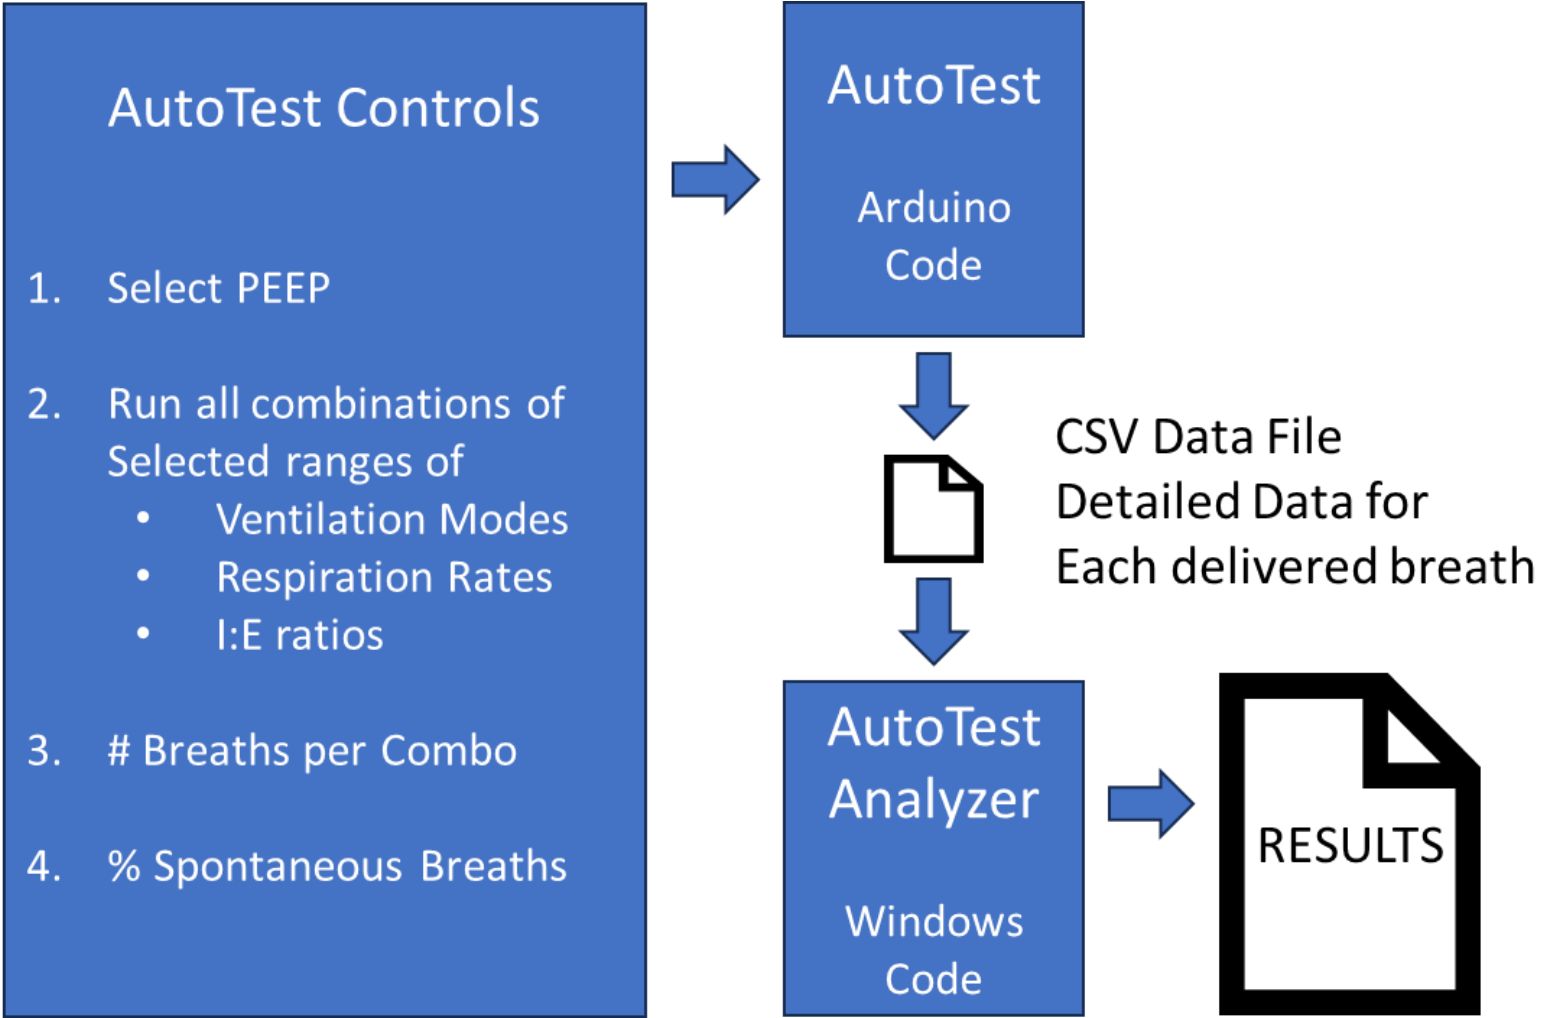 AutoTest Controls
1. Select PEEP
2. Run all combinations of
Selected ranges of
• Ventilation Modes
• Respiration Rates
• I:E ratios
3. # Breaths per Combo
4. % Spontaneous Breaths
AutoTest
Arduino
Code
CSV Data File
Detailed Data for
Each delivered breath
AutoTest
Analyzer
Windows
Code
RESULTS